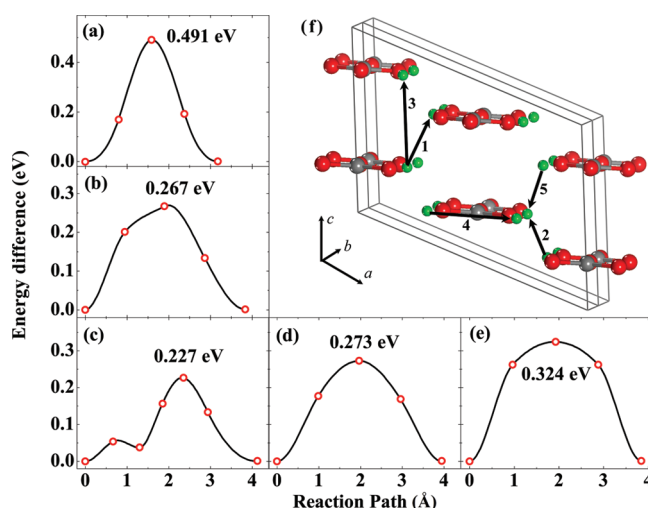 (a)
0.491 eV
0.4
0.2
0.0
(b)
0.267 eV
0.3
0.2
0.1
0.0
(c)
0.227 eV
0.3
0.2
0.1
0.0
0 1 2 3 4
(d)
0.273 eV
0 1 2 3 4
(e)
0.324 eV
0 1 2 3 4
Energy difference (eV)
Reaction Path (Å)
(f)
3
1
5
4
2
c
b
a